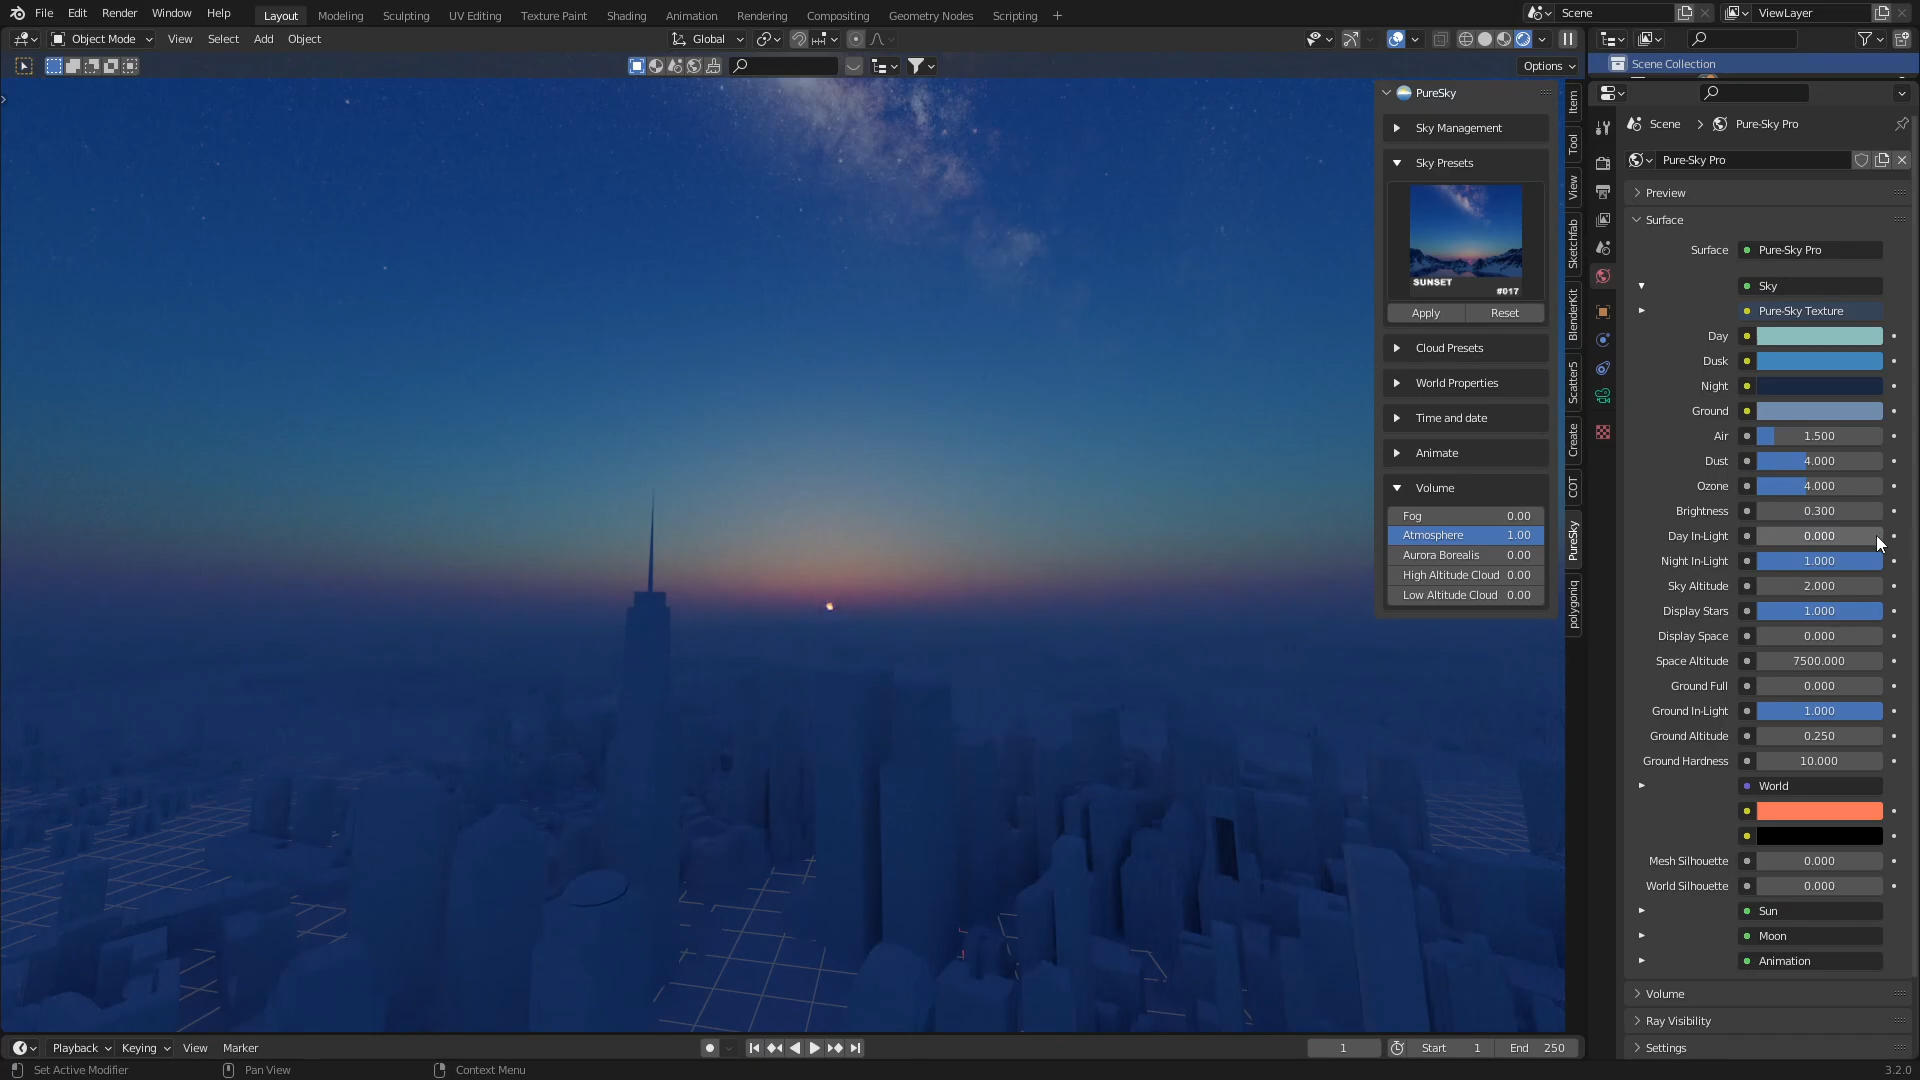 File Edit Render Window Help Layout Modeling Sculpting UV Editing Texture Paint Shading Animation Rendering Compositing Geometry Nodes Scripting + Scene ViewLayer
Object Mode View Select Add Object Global
Options
Scene Collection
PureSky
Sky Management
Sky Presets
SUNSET
#017
Apply Reset
Cloud Presets
World Properties
Time and date
Animate
Volume
Fog 0.00
Atmosphere 1.00
Aurora Borealis 0.00
High Altitude Cloud 0.00
Low Altitude Cloud 0.00
Item
Tool
View
Sketchfab
BlenderKit
Scatter5
Create
COT
PureSky
polygoniq
Scene > Pure-Sky Pro
Pure-Sky Pro
Preview
Surface
Surface Pure-Sky Pro
Sky
Pure-Sky Texture
Day
Dusk
Night
Ground
Air 1.500
Dust 4.000
Ozone 4.000
Brightness 0.300
Day In-Light 0.000
Night In-Light 1.000
Sky Altitude 2.000
Display Stars 1.000
Display Space 0.000
Space Altitude 7500.000
Ground Full 0.000
Ground In-Light 1.000
Ground Altitude 0.250
Ground Hardness 10.000
World
Mesh Silhouette 0.000
World Silhouette 0.000
Sun
Moon
Animation
Volume
Ray Visibility
Settings
Playback Keying View Marker 1 Start 1 End 250
Set Active Modifier Pan View Context Menu 3.2.0